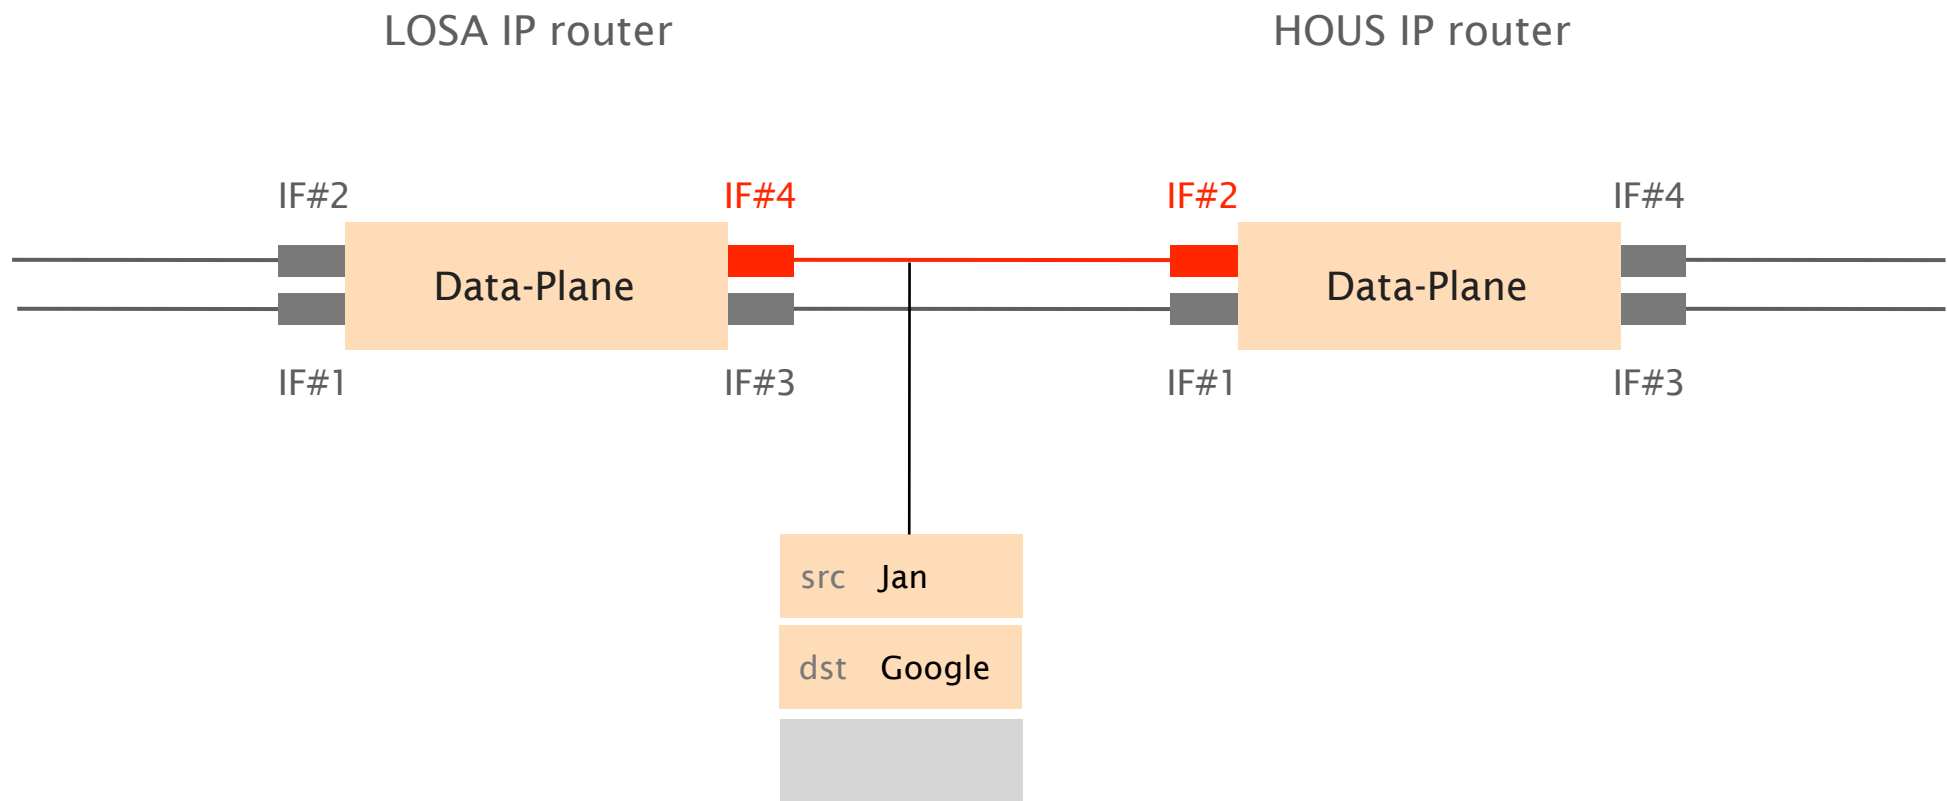 LOSA IP router
HOUS IP router
IF#2
IF#4
IF#2
IF#4
Data-Plane
Data-Plane
IF#1
IF#3
IF#1
IF#3
src Jan
dst Google